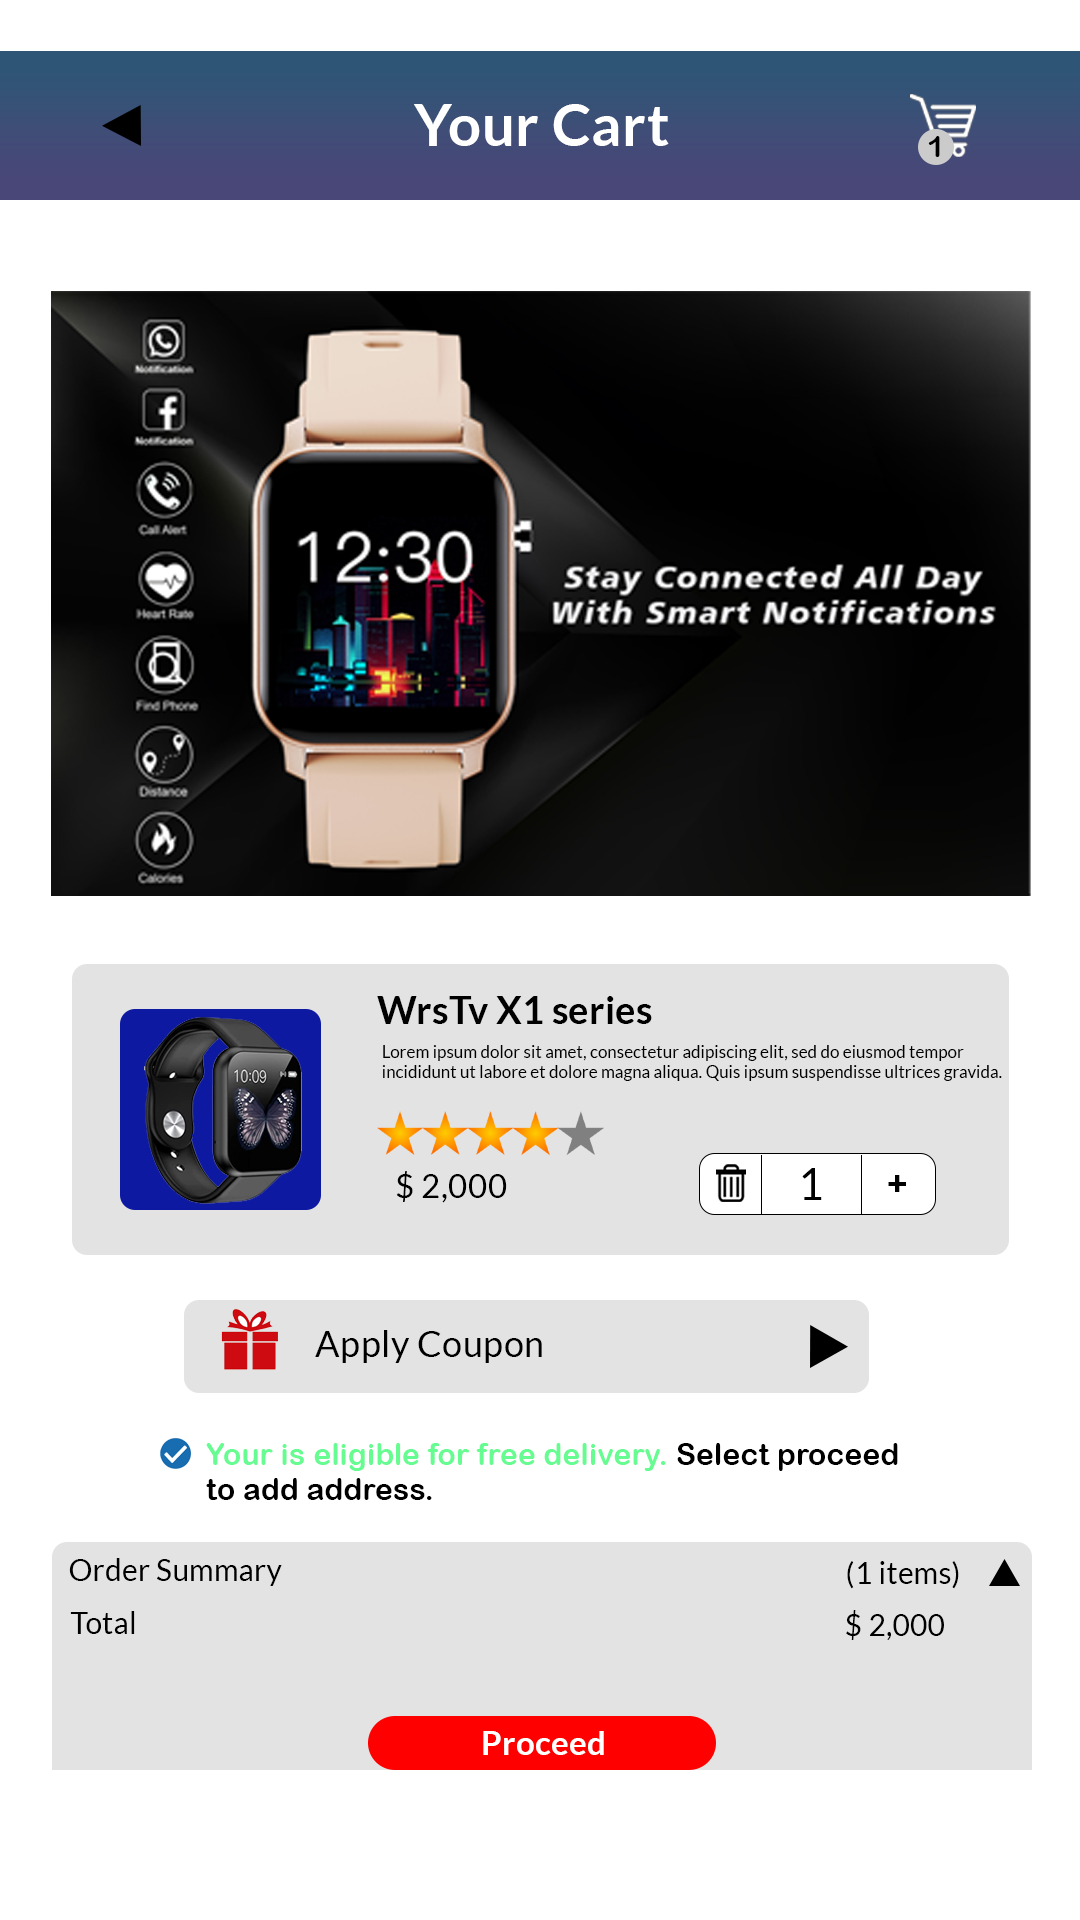 Your Cart
1
Notification
Notification
Call Alert
Heart Rate
Find Phone
Distance
Calories
12:30
Stay Connected All Day
With Smart Notifications
10:09
WrsTv X1 series
Lorem ipsum dolor sit amet, consectetur adipiscing elit, sed do eiusmod tempor
incididunt ut labore et dolore magna aliqua. Quis ipsum suspendisse ultrices gravida.
$ 2,000
1 +
Apply Coupon
Your is eligible for free delivery. Select proceed
to add address.
Order Summary (1 items)
Total $ 2,000
Proceed